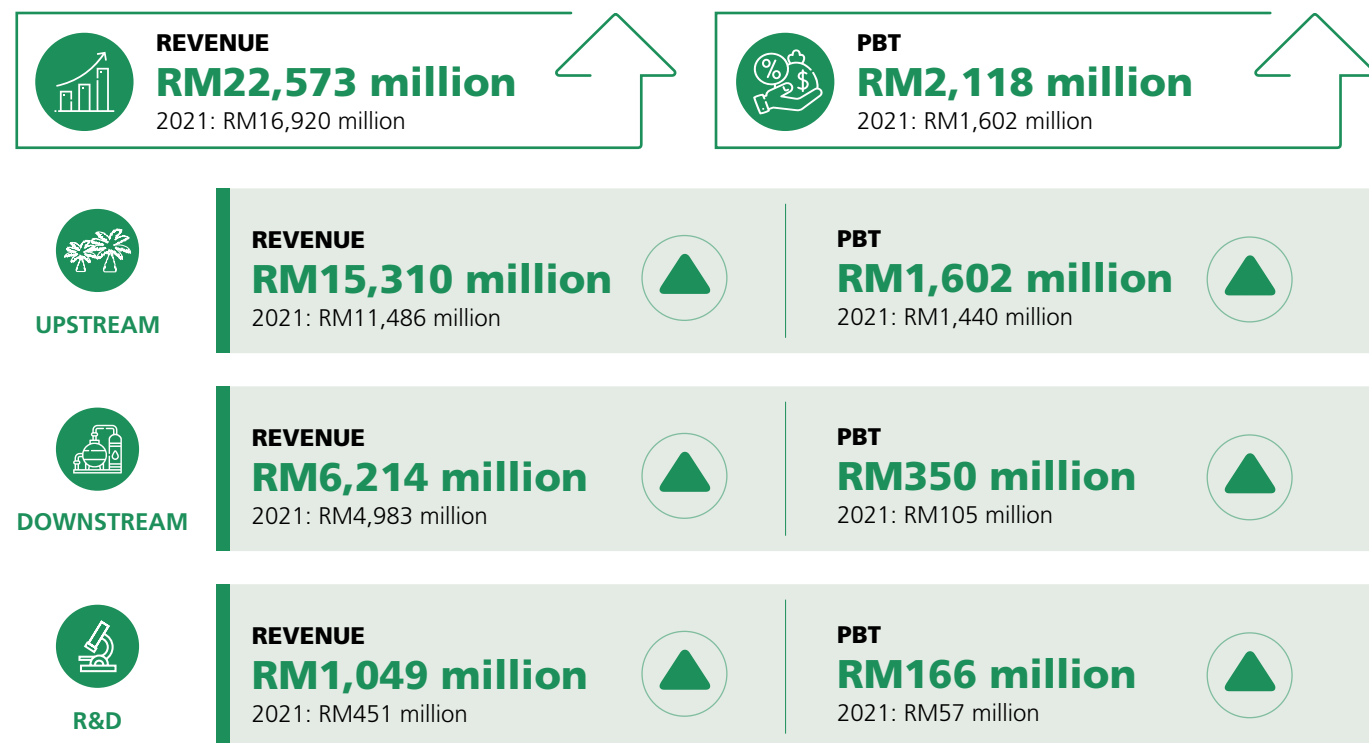 REVENUE
RM22,573 million
2021: RM16,920 million
PBT
RM2,118 million
2021: RM1,602 million
UPSTREAM
REVENUE
RM15,310 million
2021: RM11,486 million
PBT
RM1,602 million
2021: RM1,440 million
DOWNSTREAM
REVENUE
RM6,214 million
2021: RM4,983 million
PBT
RM350 million
2021: RM105 million
R&D
REVENUE
RM1,049 million
2021: RM451 million
PBT
RM166 million
2021: RM57 million